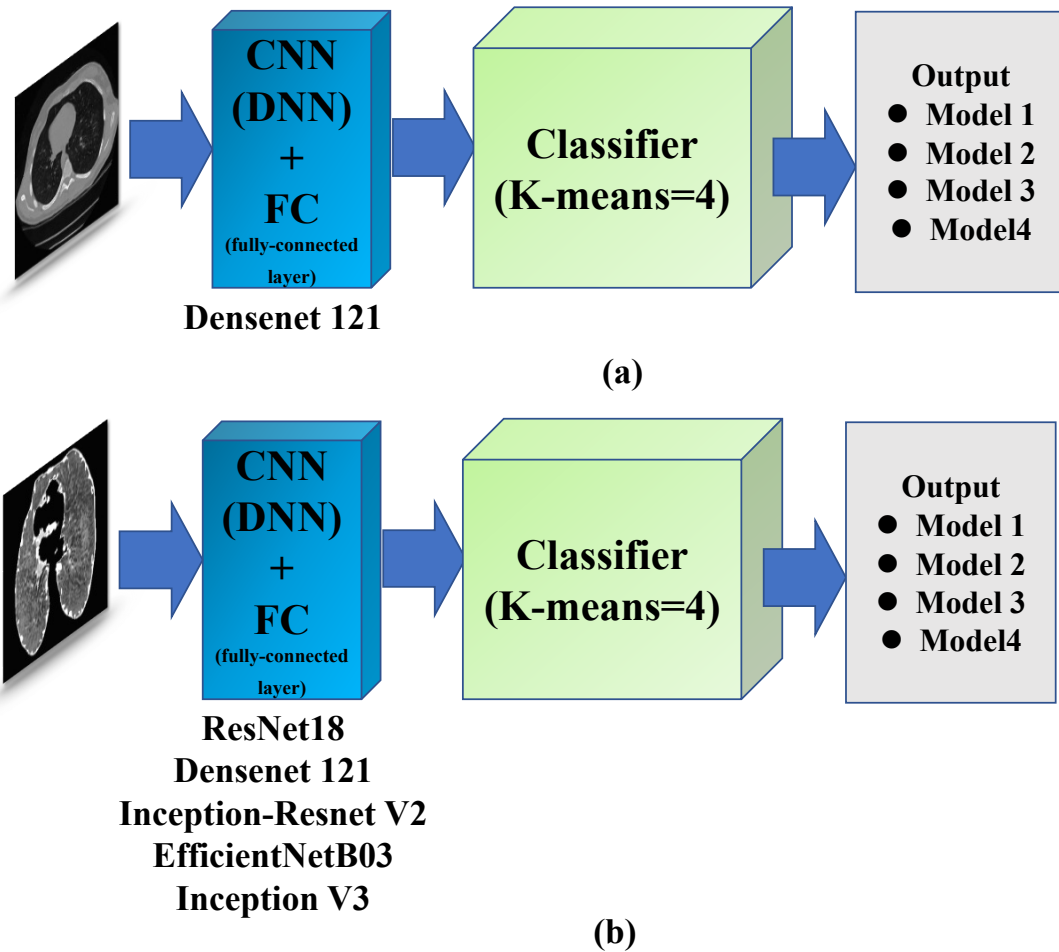 CNN
(DNN)
+
FC
(fully-connected
layer)
Densenet 121
Classifier
(K-means=4)
Output
● Model 1
● Model 2
● Model 3
● Model4
(a)
CNN
(DNN)
+
FC
(fully-connected
layer)
ResNet18
Densenet 121
Inception-Resnet V2
EfficientNetB03
Inception V3
Classifier
(K-means=4)
Output
● Model 1
● Model 2
● Model 3
● Model4
(b)